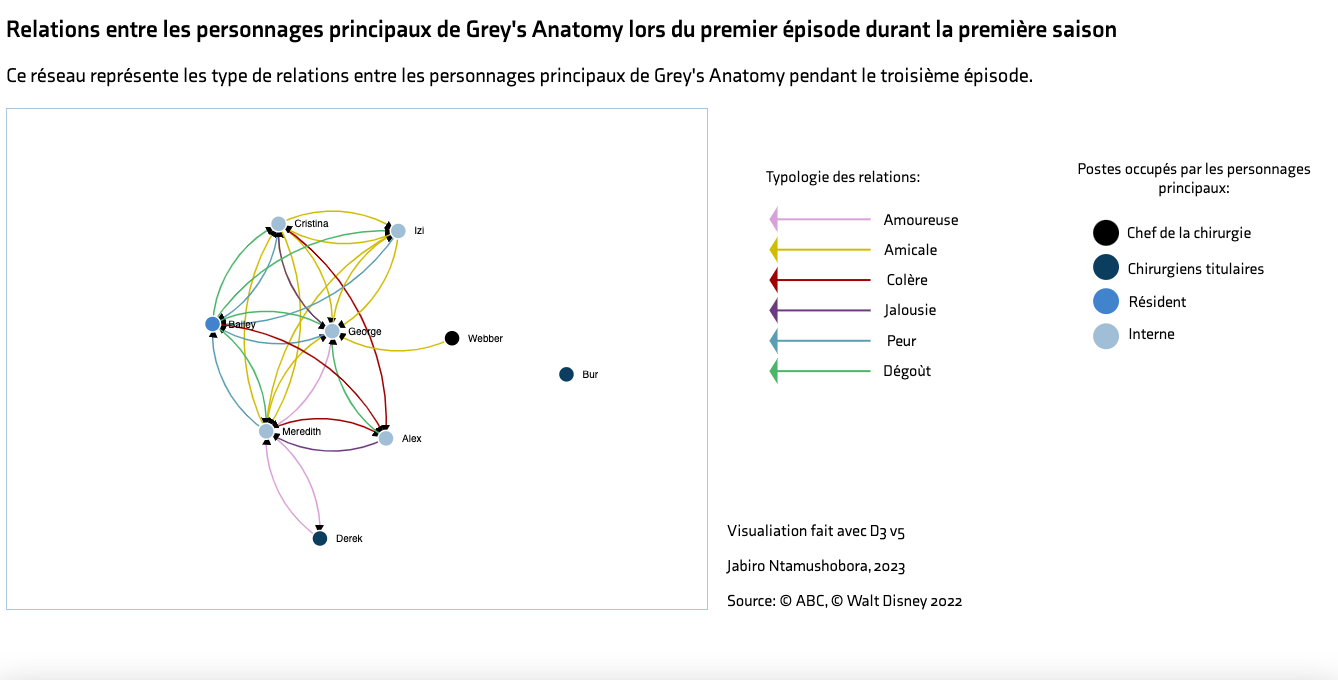 Relations entre les personnages principaux de Grey's Anatomy lors du premier épisode durant la première saison
Ce réseau représente les type de relations entre les personnages principaux de Grey's Anatomy pendant le troisième épisode.
Cristina
Izi
Bailey
George
Webber
Bur
Meredith
Alex
Derek
Typologie des relations:
Amoureuse
Amicale
Colère
Jalousie
Peur
Dégoùt
Postes occupés par les personnages
principaux:
Chef de la chirurgie
Chirurgiens titulaires
Résident
Interne
Visualiation fait avec D3 v5
Jabiro Ntamushobora, 2023
Source: © ABC, © Walt Disney 2022